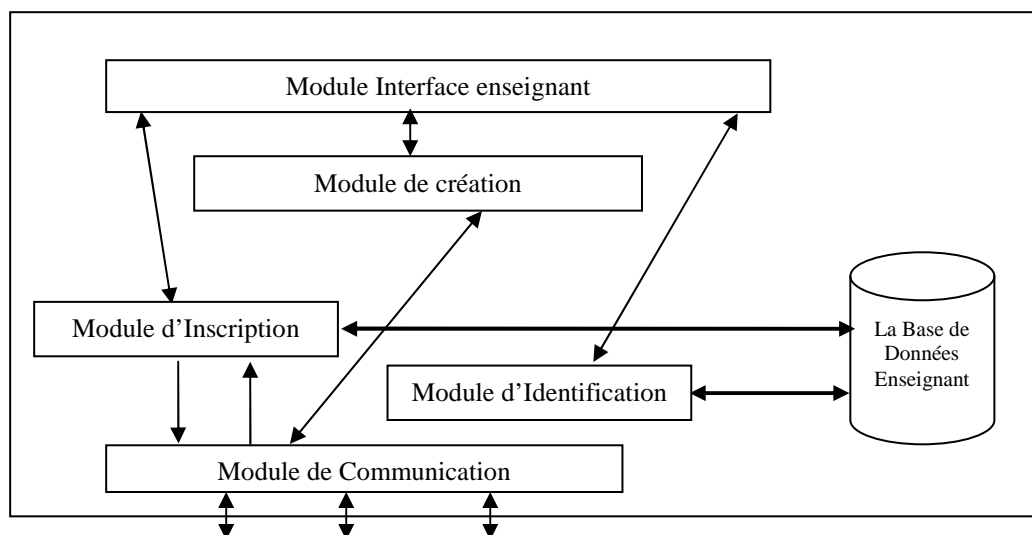 Module Interface enseignant
Module de création
Module d’Inscription
La Base de
Données
Enseignant
Module d’Identification
Module de Communication